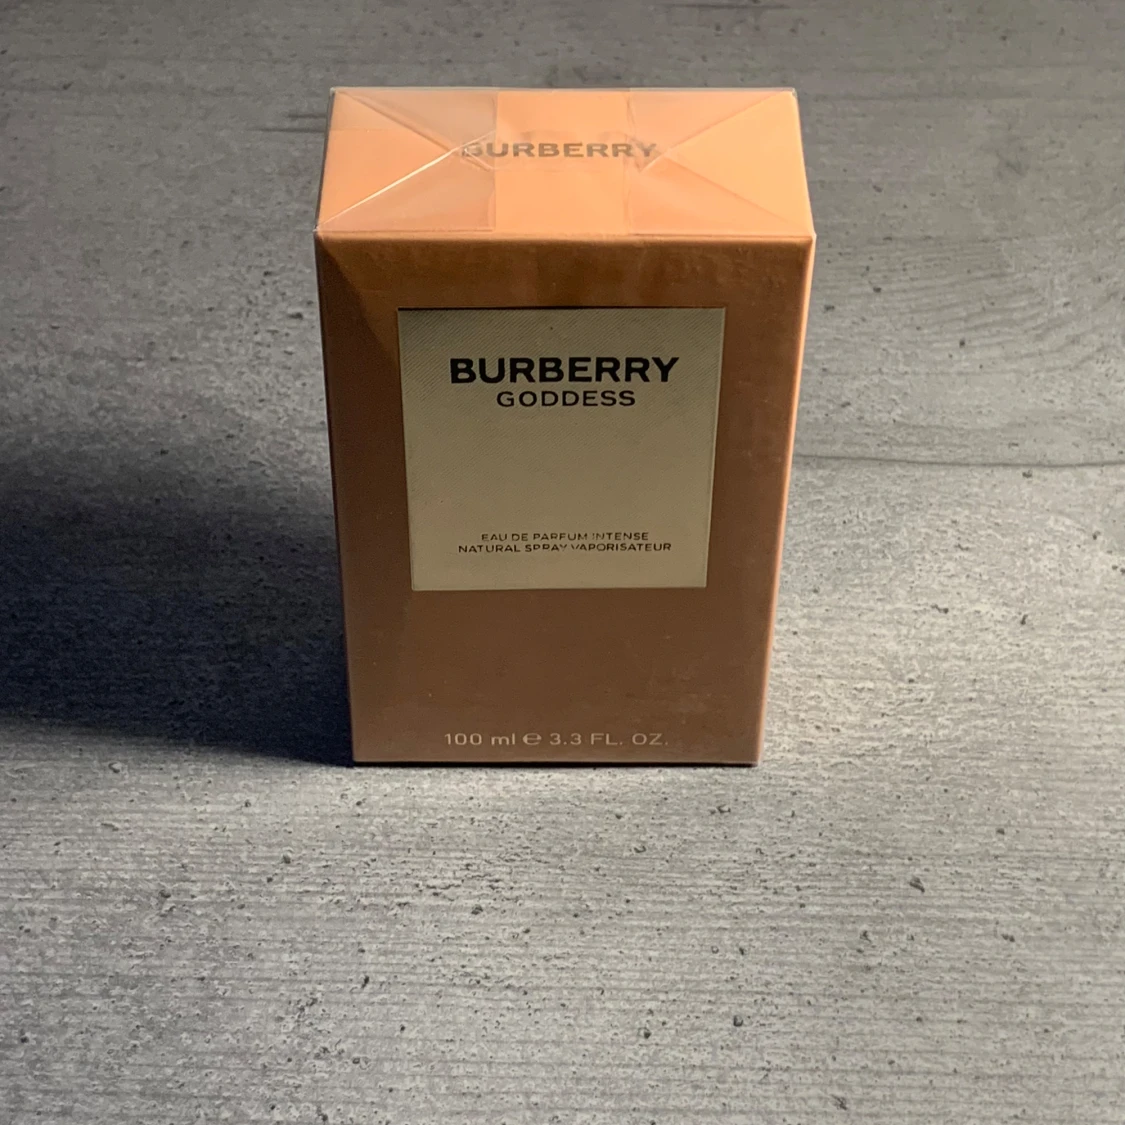 BURBERRY
BURBERRY
GODDESS
EAU DE PARFUM INTENSE
NATURAL SPRAY VAPORISATEUR
100 ml ℮ 3.3 FL. OZ.